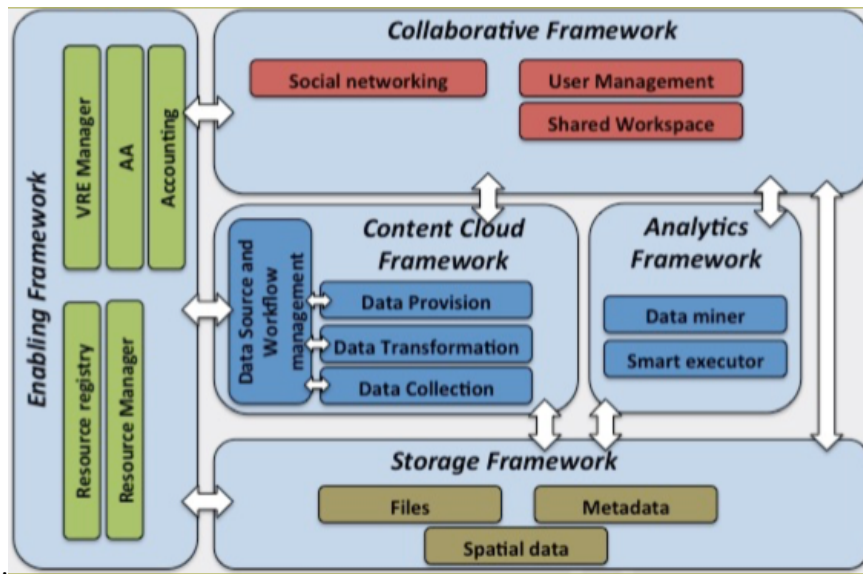 Enabling Framework
VRE Manager
AA
Accounting
Resource registry
Resource Manager
Collaborative Framework
Social networking
User Management
Shared Workspace
Content Cloud
Framework
Data Source and
Workflow
management
Data Provision
Data Transformation
Data Collection
Analytics
Framework
Data miner
Smart executor
Storage Framework
Files
Metadata
Spatial data